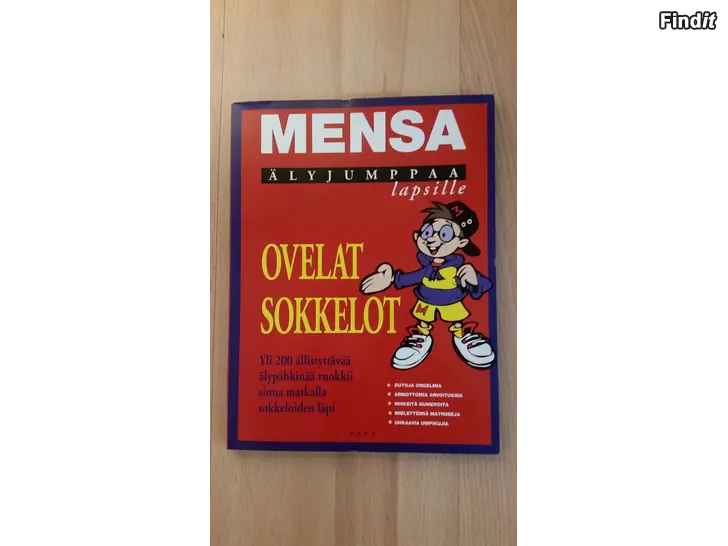 Findit
MENSA
ÄLYJUMPPAA
lapsille
OVELAT
SOKKELOT
Yli 200 ällistyttävää
älypähkinää ruokkii
sinua matkalla
sokkeloiden läpi
OUTOJA ONGELMIA
ARMOTTOMIA ARVOITUKSIA
NIHKEITÄ NUMEROITA
MIELETTÖMIÄ MATRIISEJA
UHKAAVIA UMPIKUJIA